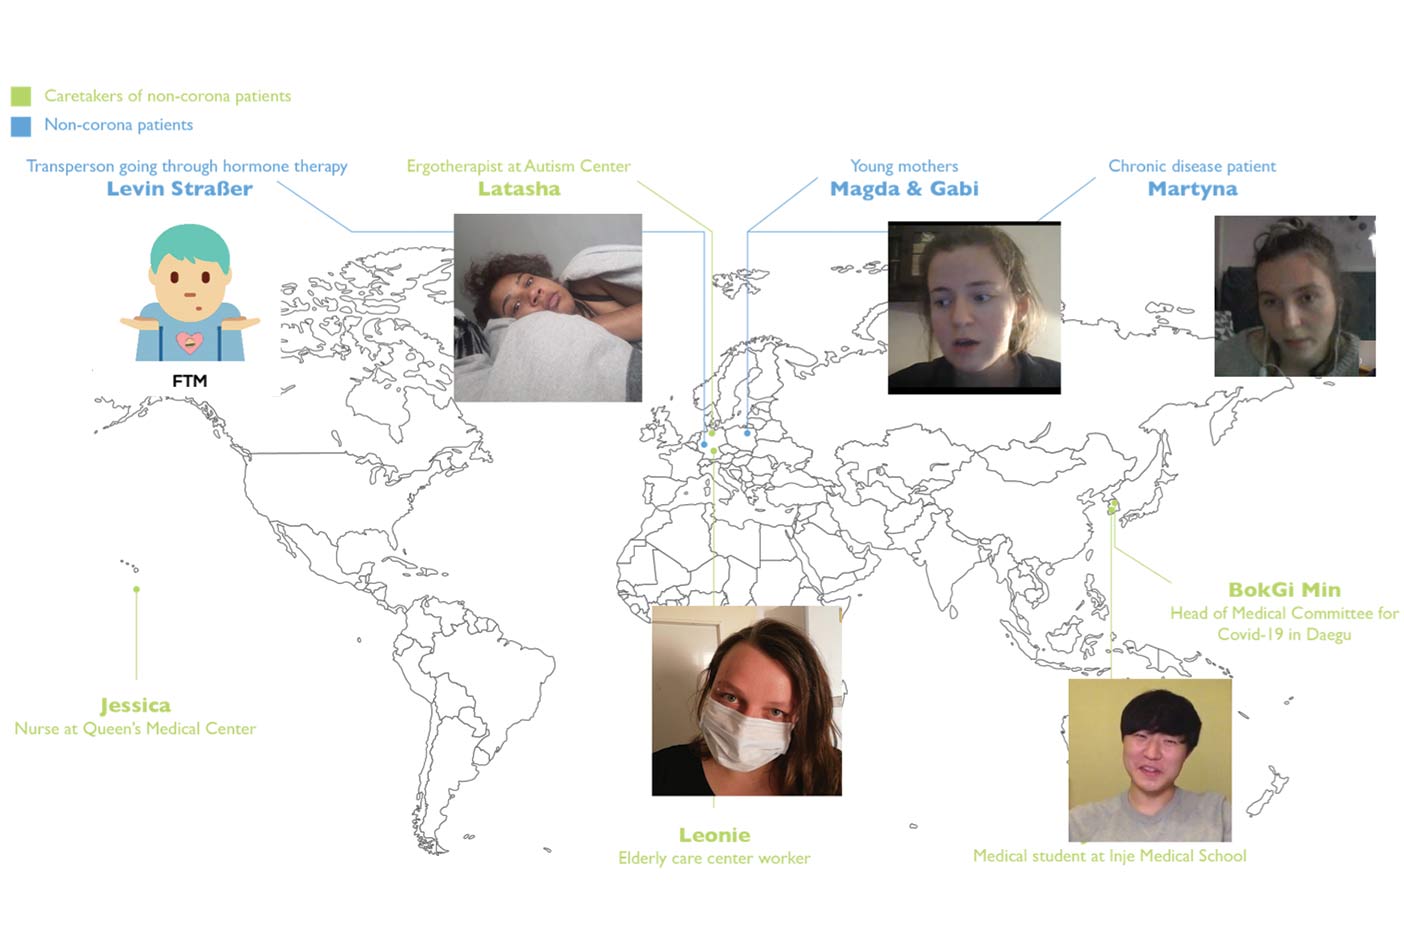 Caretakers of non-corona patients
Non-corona patients
Transperson going through hormone therapy
Levin Straßer
Ergotherapist at Autism Center
Latasha
Young mothers
Magda & Gabi
Chronic disease patient
Martyna
FTM
BokGi Min
Head of Medical Committee for
Covid-19 in Daegu
Jessica
Nurse at Queen's Medical Center
Leonie
Elderly care center worker
Medical student at Inje Medical School